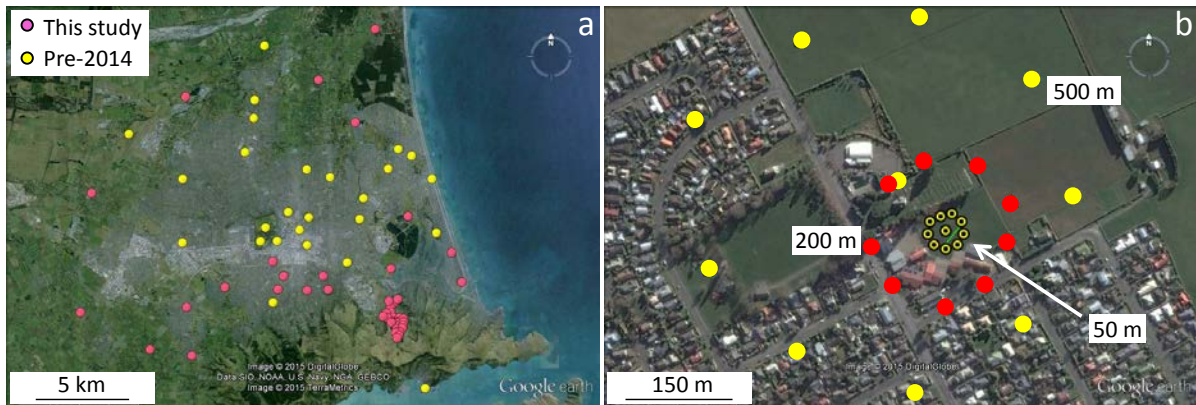 This study
Pre-2014
a
N
Image © 2015 DigitalGlobe
Data SIO, NOAA, U.S. Navy, NGA, GEBCO
Image © 2015 TerraMetrics
5 km
Google earth
b
N
500 m
200 m
50 m
Image © 2015 DigitalGlobe
150 m
Google earth